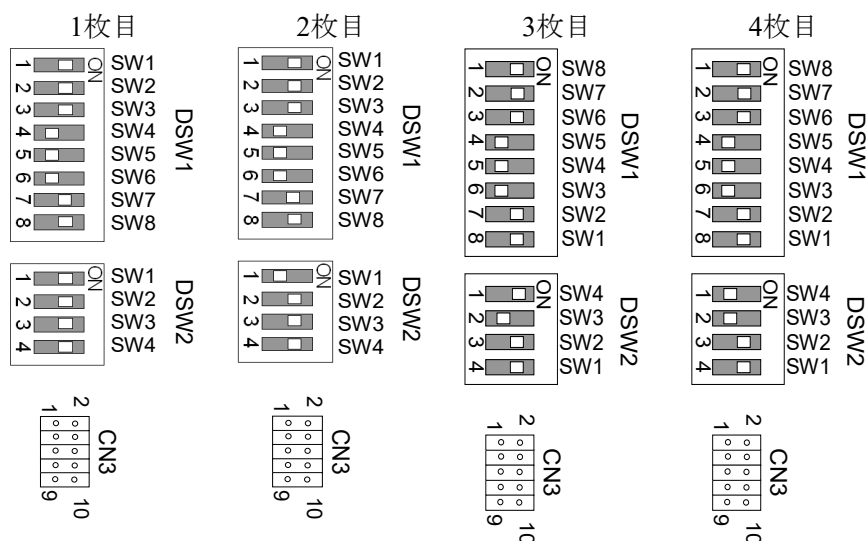 1枚目
1 ON SW1
2 SW2
3 SW3
4 SW4
5 SW5
6 SW6
7 SW7
8 SW8
DSW1
1 ON SW1
2 SW2
3 SW3
4 SW4
DSW2
1 2
CN3
9 10
2枚目
1 ON SW1
2 SW2
3 SW3
4 SW4
5 SW5
6 SW6
7 SW7
8 SW8
DSW1
1 ON SW1
2 SW2
3 SW3
4 SW4
DSW2
1 2
CN3
9 10
3枚目
1 ON SW8
2 SW7
3 SW6
4 SW5
5 SW4
6 SW3
7 SW2
8 SW1
DSW1
1 ON SW4
2 SW3
3 SW2
4 SW1
DSW2
1 2
CN3
9 10
4枚目
1 ON SW8
2 SW7
3 SW6
4 SW5
5 SW4
6 SW3
7 SW2
8 SW1
DSW1
1 ON SW4
2 SW3
3 SW2
4 SW1
DSW2
1 2
CN3
9 10